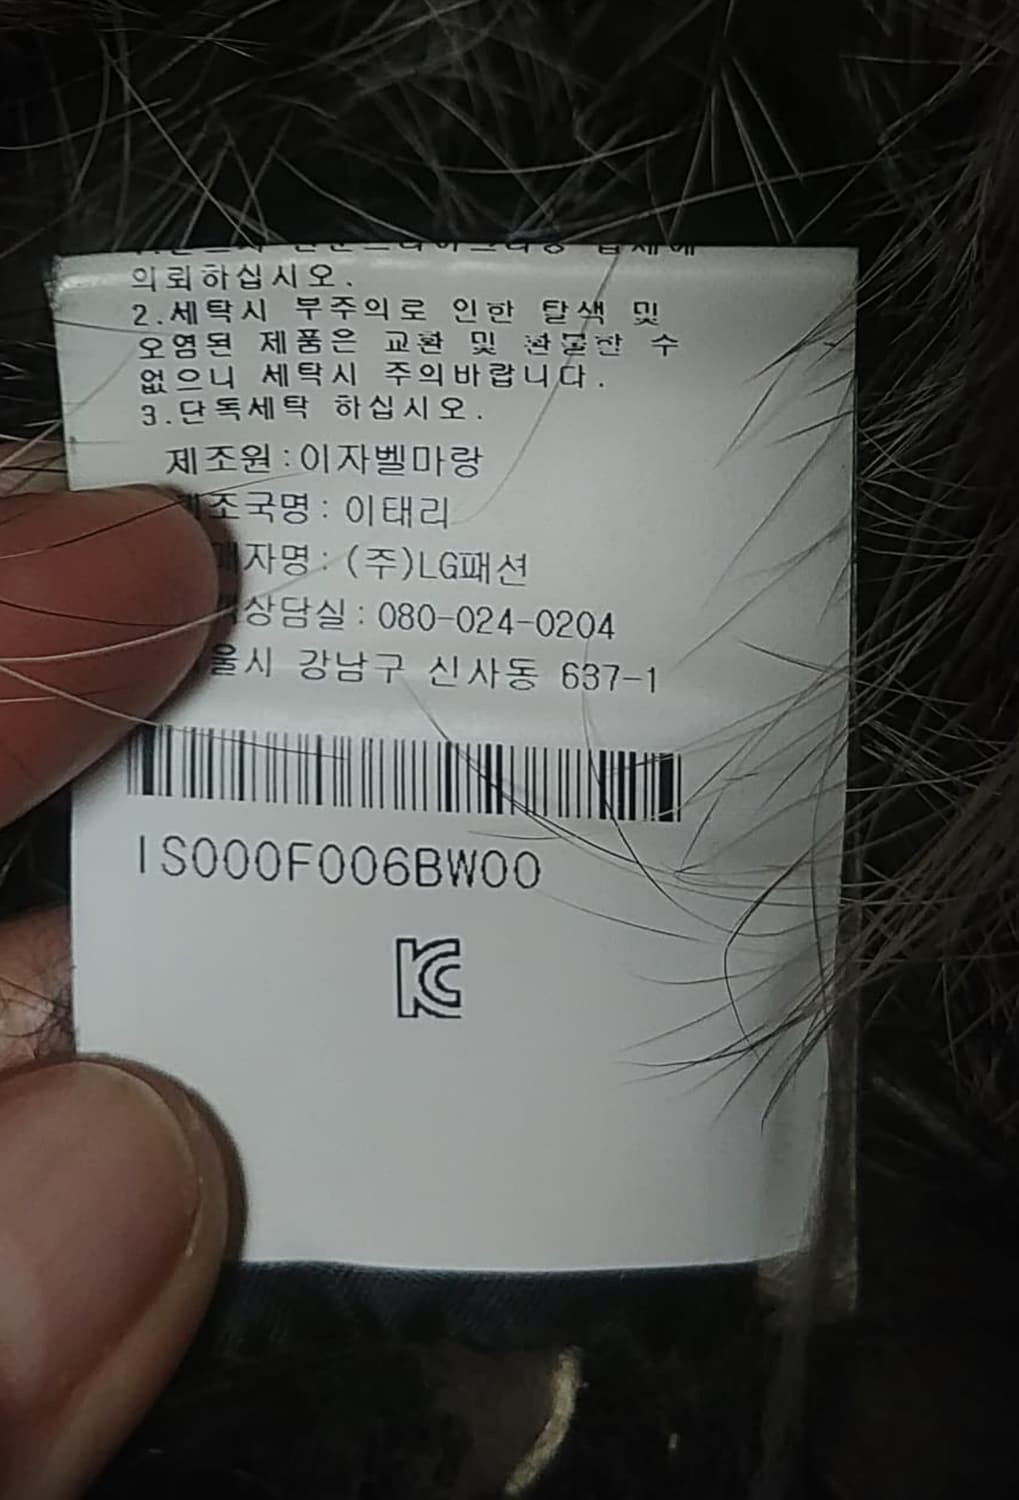 의뢰하십시오.
2.세탁시 부주의로 인한 탈색 및
오염된 제품은 교환 및 환불한 수
없으니 세탁시 주의바랍니다.
3.단독세탁 하십시오.
제조원:이자벨마랑
조국명:이태리
매자명:(주)LG패션
상담실:080-024-0204
울시 강남구 신사동 637-1
IS000F006BW00
KC